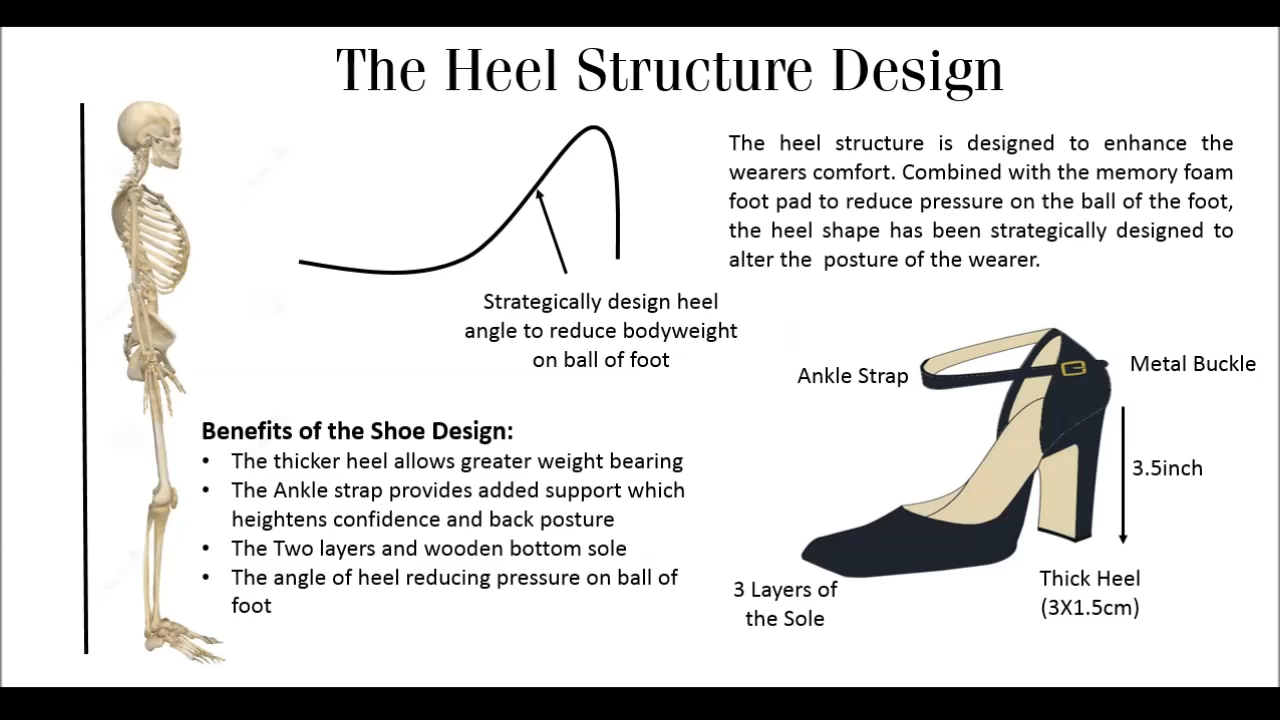 The Heel Structure Design
The heel structure is designed to enhance the
wearers comfort. Combined with the memory foam
foot pad to reduce pressure on the ball of the foot,
the heel shape has been strategically designed to
alter the posture of the wearer.
Strategically design heel
angle to reduce bodyweight
on ball of foot
Ankle Strap
Metal Buckle
3.5inch
Benefits of the Shoe Design:
• The thicker heel allows greater weight bearing
• The Ankle strap provides added support which
heightens confidence and back posture
• The Two layers and wooden bottom sole
• The angle of heel reducing pressure on ball of
foot
3 Layers of
the Sole
Thick Heel
(3X1.5cm)